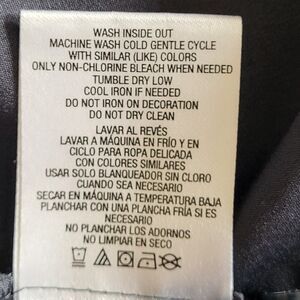 WASH INSIDE OUT
MACHINE WASH COLD GENTLE CYCLE
WITH SIMILAR (LIKE) COLORS
ONLY NON-CHLORINE BLEACH WHEN NEEDED
TUMBLE DRY LOW
COOL IRON IF NEEDED
DO NOT IRON ON DECORATION
DO NOT DRY CLEAN
LAVAR AL REVÉS
LAVAR A MÁQUINA EN FRÍO Y EN
CICLO PARA ROPA DELICADA
CON COLORES SIMILARES
USAR SOLO BLANQUEADOR SIN CLORO
CUANDO SEA NECESARIO
SECAR EN MÁQUINA A TEMPERATURA BAJA
PLANCHAR CON UNA PLANCHA FRÍA SI ES
NECESARIO
NO PLANCHAR LOS ADORNOS
NO LIMPIAR EN SECO